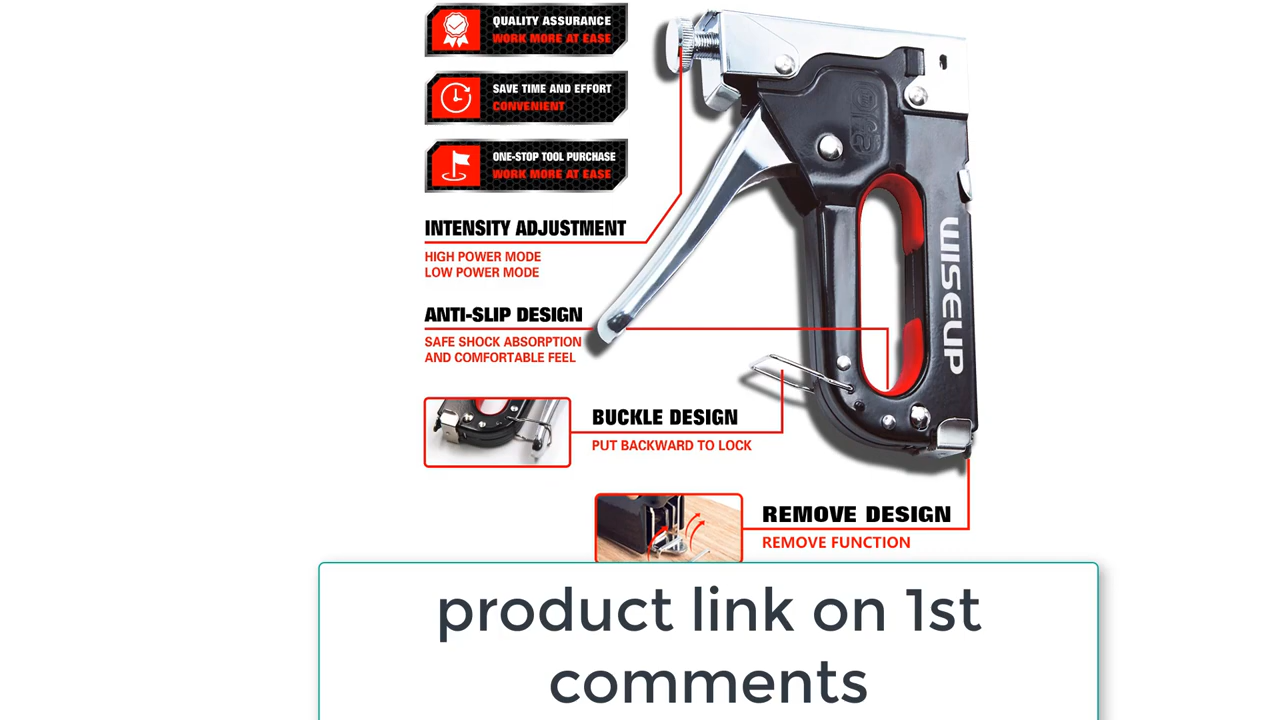 QUALITY ASSURANCE
WORK MORE AT EASE
SAVE TIME AND EFFORT
CONVENIENT
ONE-STOP TOOL PURCHASE
WORK MORE AT EASE
INTENSITY ADJUSTMENT
HIGH POWER MODE
LOW POWER MODE
ANTI-SLIP DESIGN
SAFE SHOCK ABSORPTION
AND COMFORTABLE FEEL
WISEUP
BUCKLE DESIGN
PUT BACKWARD TO LOCK
REMOVE DESIGN
REMOVE FUNCTION
product link on 1st
comments